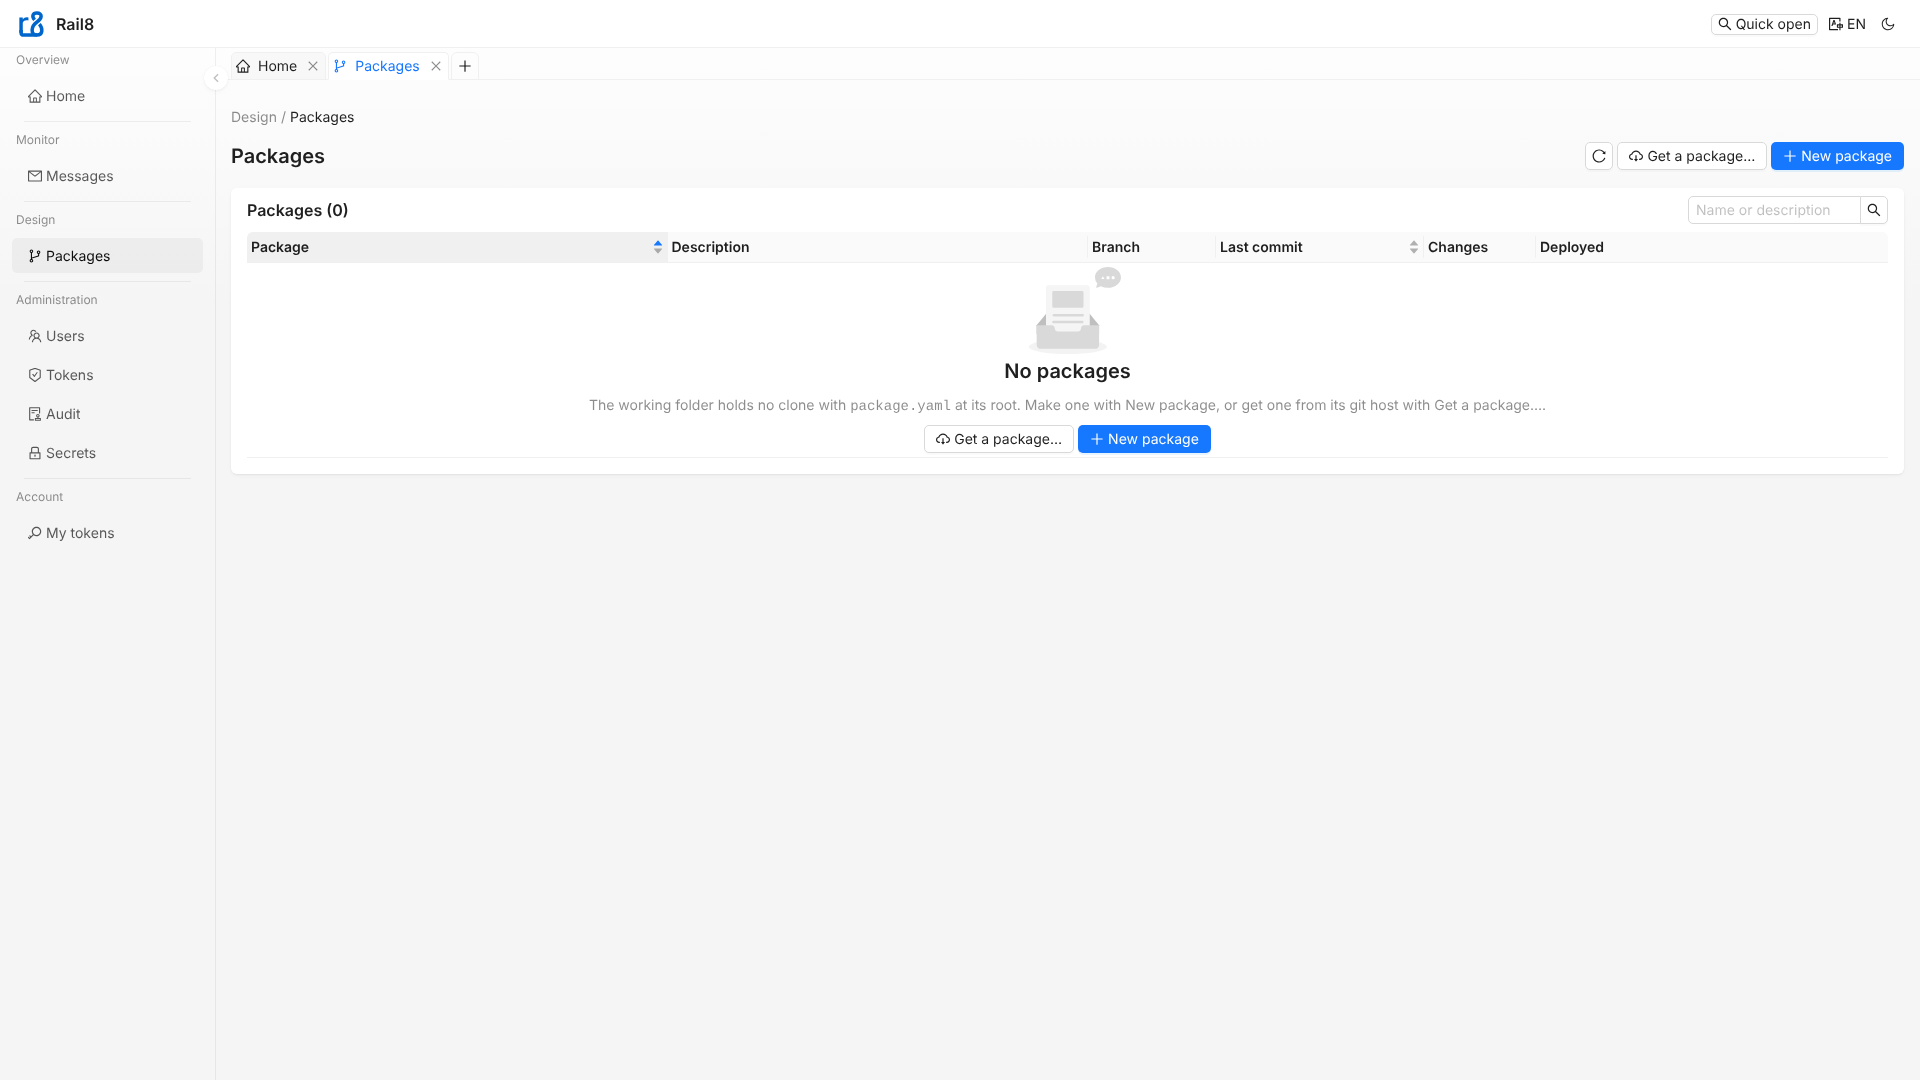 Rail8
Quick open
EN
Overview
Home
Monitor
Messages
Design
Packages
Administration
Users
Tokens
Audit
Secrets
Account
My tokens
Home
Packages
Design / Packages
Packages
Get a package...
New package
Packages (0)
Name or description
Package
Description
Branch
Last commit
Changes
Deployed
No packages
The working folder holds no clone with package.yaml at its root. Make one with New package, or get one from its git host with Get a package....
Get a package...
New package